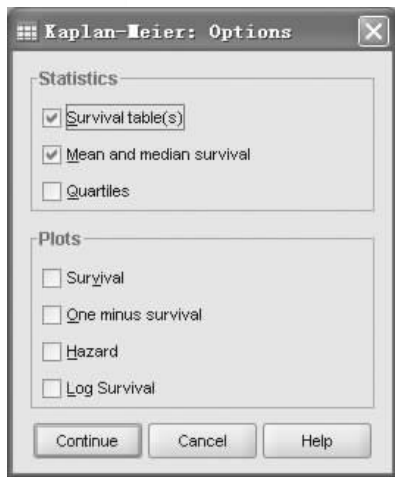 Kaplan-Meier: Options
Statistics
Survival table(s)
Mean and median survival
Quartiles
Plots
Survival
One minus survival
Hazard
Log Survival
Continue Cancel Help